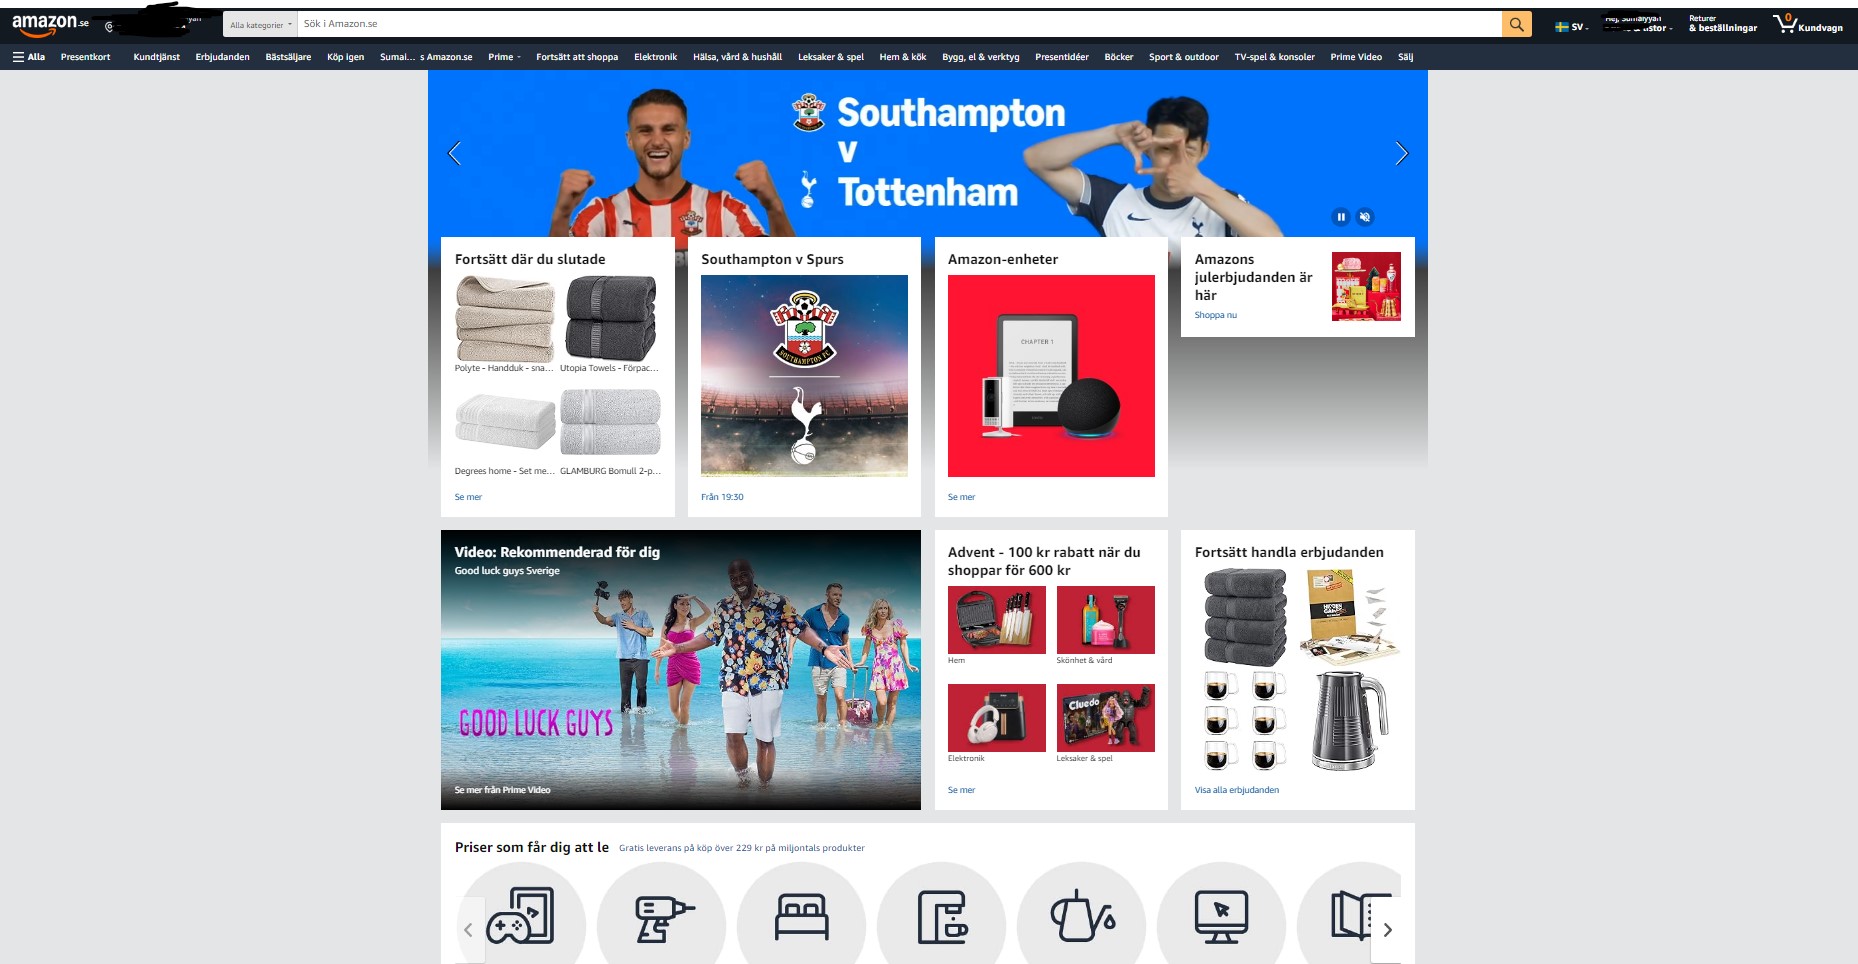 amazon.se
Alla kategorier
Sök i Amazon.se
SV
Returer
& beställningar
0
Kundvagn
Alla
Presentkort
Kundtjänst
Erbjudanden
Bästsäljare
Köp igen
Sumai... s Amazon.se
Prime
Fortsätt att shoppa
Elektronik
Hälsa, vård & hushåll
Leksaker & spel
Hem & kök
Bygg, el & verktyg
Presentidéer
Böcker
Sport & outdoor
TV-spel & konsoler
Prime Video
Sälj
Southampton
v
Tottenham
Fortsätt där du slutade
Polyte - Handduk - sna...
Utopia Towels - Förpac...
Degrees home - Set me...
GLAMBURG Bomull 2-p...
Se mer
Southampton v Spurs
SOUTHAMPTON FC
Från 19:30
Amazon-enheter
CHAPTER 1
Se mer
Amazons
julerbjudanden är
här
Shoppa nu
Video: Rekommenderad för dig
Good luck guys Sverige
GOOD LUCK GUYS
Se mer från Prime Video
Advent - 100 kr rabatt när du
shoppar för 600 kr
Hem
Skönhet & vård
Cluedo
Elektronik
Leksaker & spel
Se mer
Fortsätt handla erbjudanden
Visa alla erbjudanden
Priser som får dig att le
Gratis leverans på köp över 229 kr på miljontals produkter